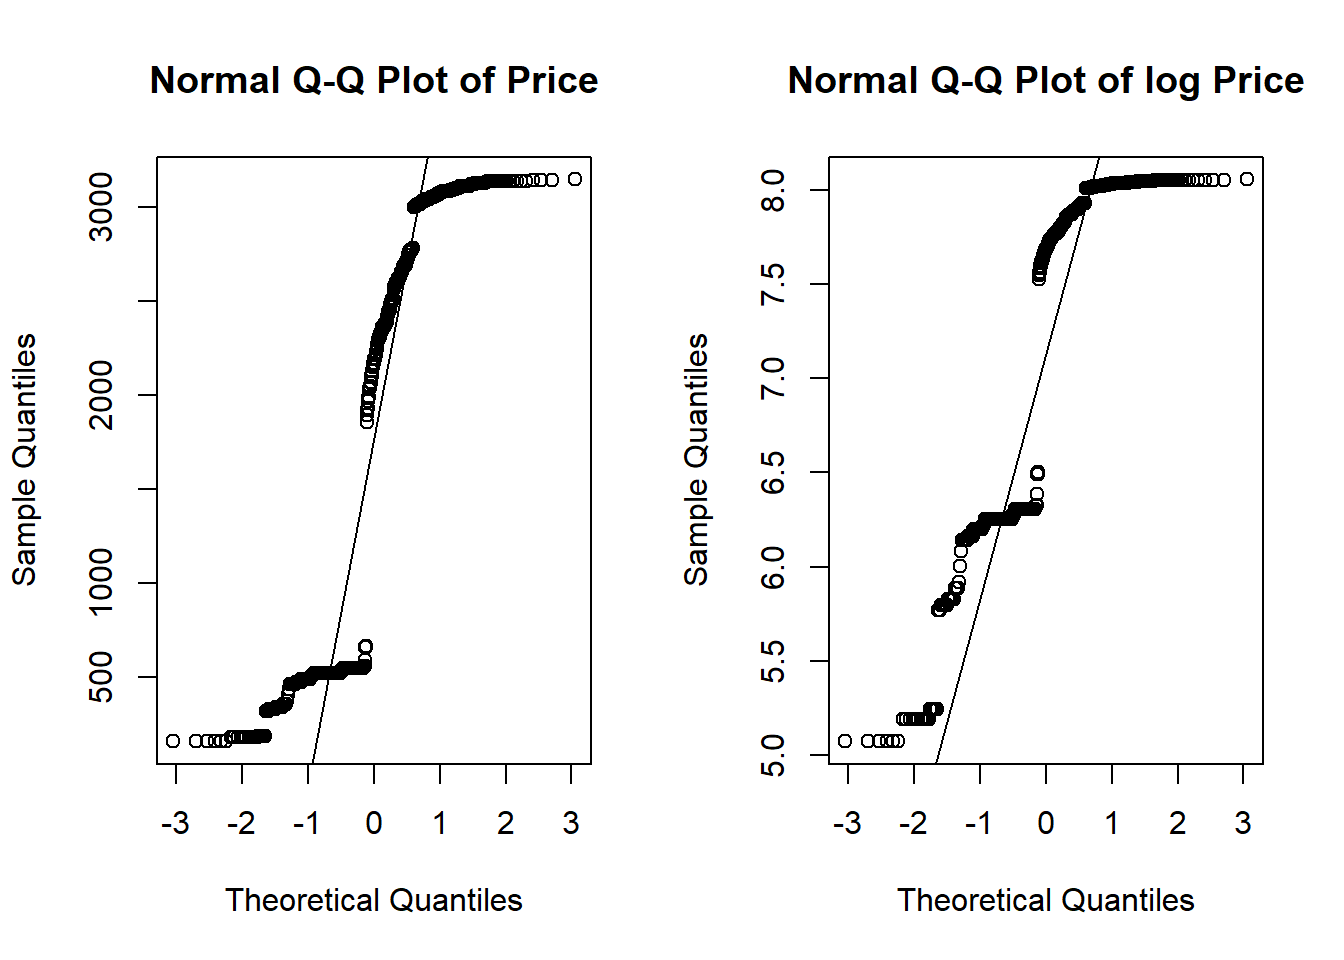 Normal Q-Q Plot of Price
Sample Quantiles
3000
2000
1000
500
-3 -2 -1 0 1 2 3
Theoretical Quantiles
Normal Q-Q Plot of log Price
Sample Quantiles
8.0
7.5
7.0
6.5
6.0
5.5
5.0
-3 -2 -1 0 1 2 3
Theoretical Quantiles